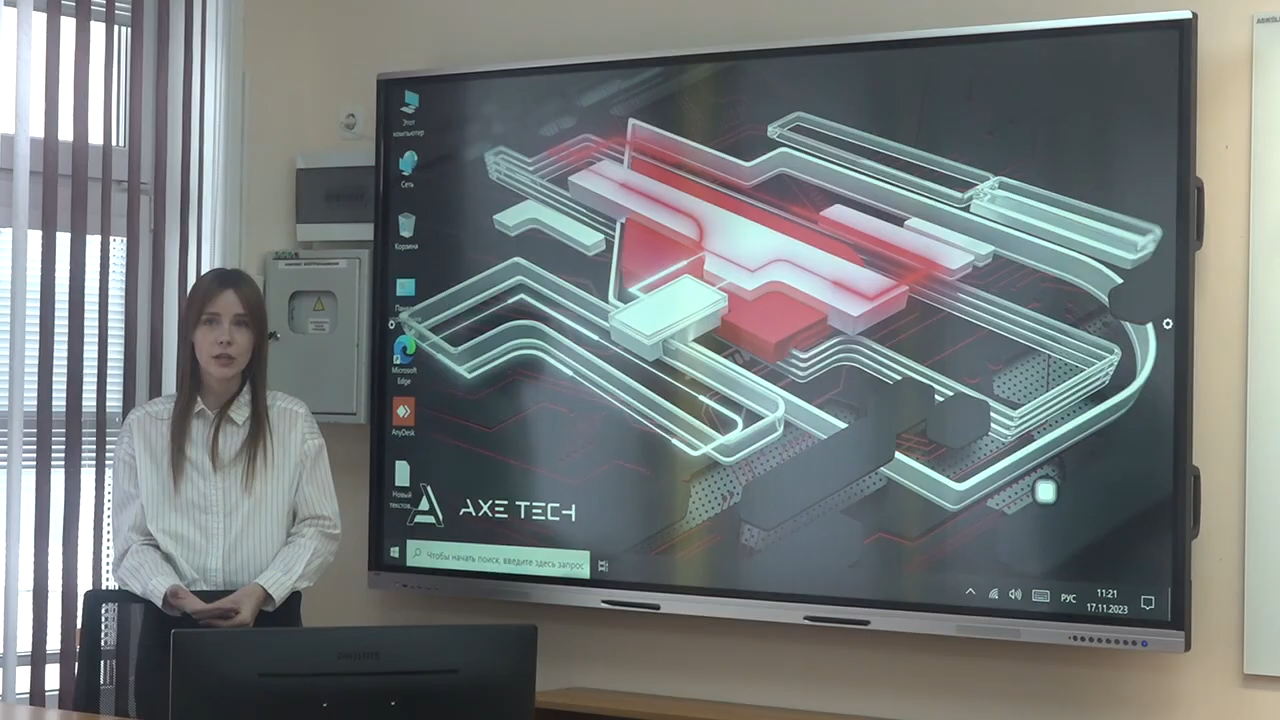 Этот
компьютер
Сеть
Корзина
Microsoft
Edge
AnyDesk
Новый
текстов...
AXE TECH
Чтобы начать поиск, введите здесь запрос
РУС
11:21
17.11.2023
PHILIPS